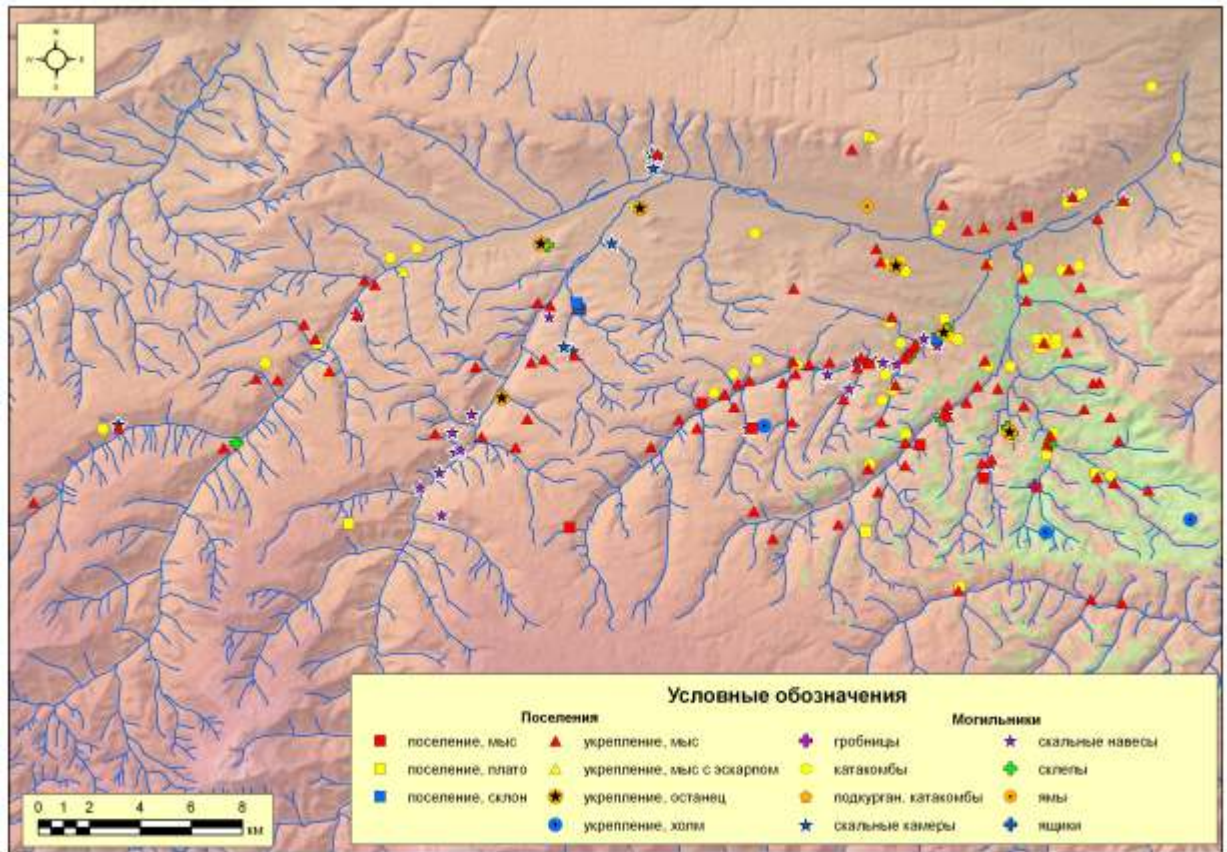 N
W E
S
Условные обозначения
Поселения Могильники
поселение, мыс укрепление, мыс гробницы скальные навесы
поселение, плато укрепление, мыс с эскарпом катакомбы склепы
поселение, склон укрепление, останец подкурган. катакомбы ямы
укрепление, холм скальные камеры ящики
0 1 2 4 6 8
км